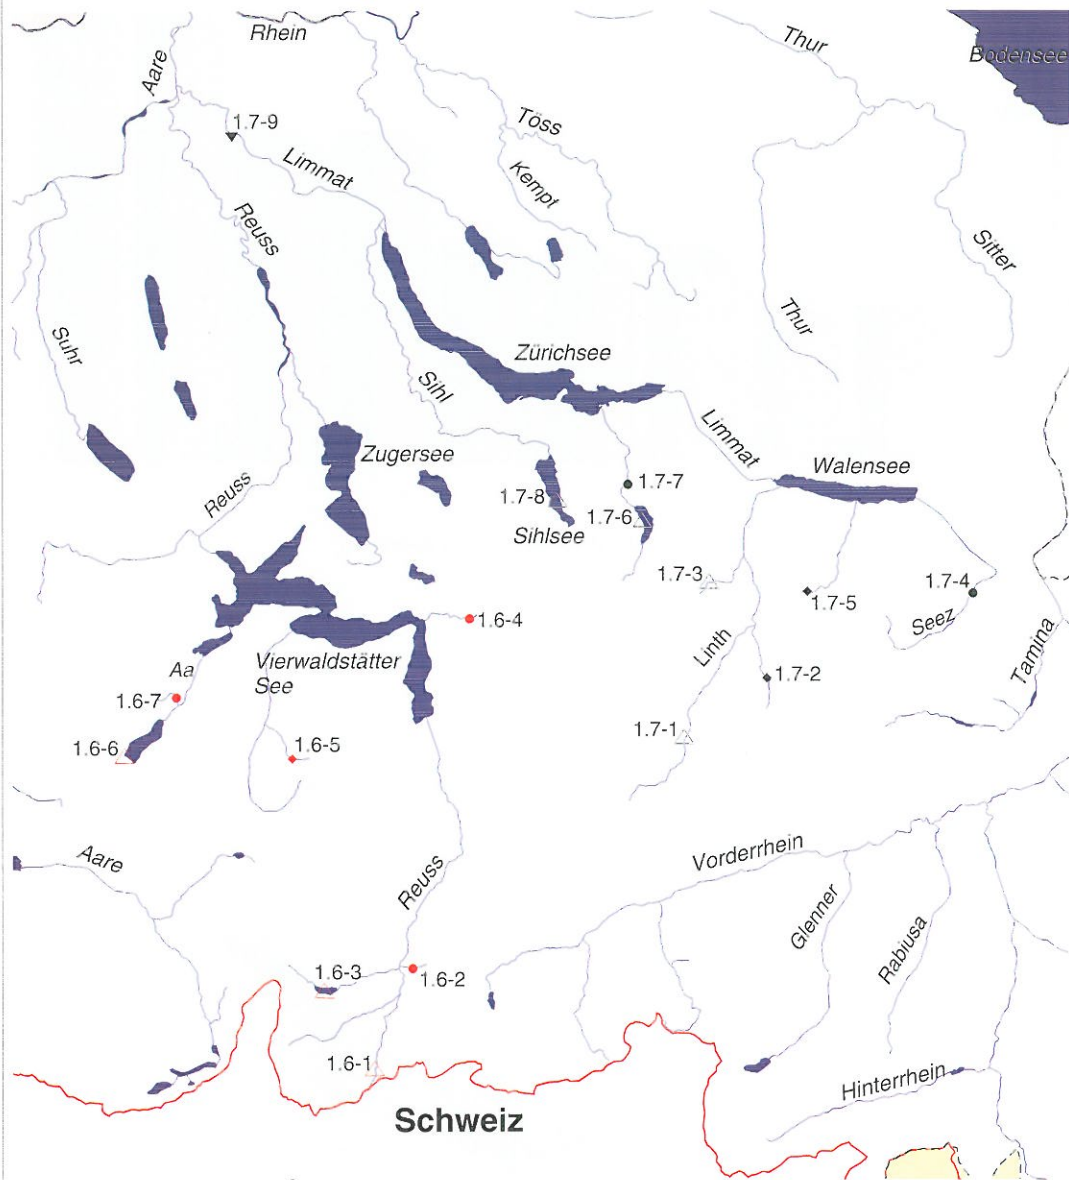 Rhein
Thur
Bodensee
Aare
1.7-9
Töss
Limmat
Kempt
Reuss
Sitter
Thur
Suhr
Zürichsee
Sihl
Limmat
Zugersee
Walensee
Reuss
1.7-8
1.7-7
1.7-6
Sihlsee
1.7-3
1.7-5
1.7-4
1.6-4
Seez
Linth
Tamina
Aa
Vierwaldstätter
See
1.7-2
1.6-7
1.7-1
1.6-6
1.6-5
Aare
Vorderrhein
Reuss
Glenner
Rabiusa
1.6-3
1.6-2
1.6-1
Hinterrhein
Schweiz